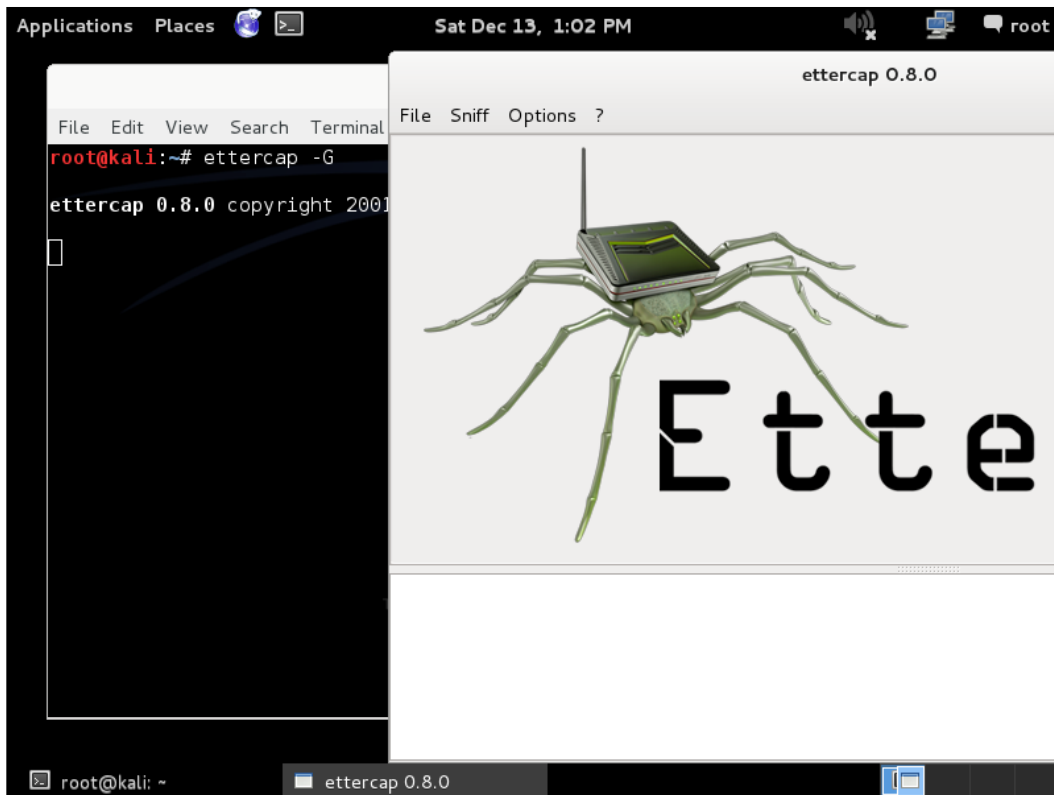 Applications Places Sat Dec 13, 1:02 PM root
ettercap 0.8.0
File Edit View Search Terminal
File Sniff Options ?
root@kali:~# ettercap -G
ettercap 0.8.0 copyright 2001
Ette
root@kali: ~
ettercap 0.8.0